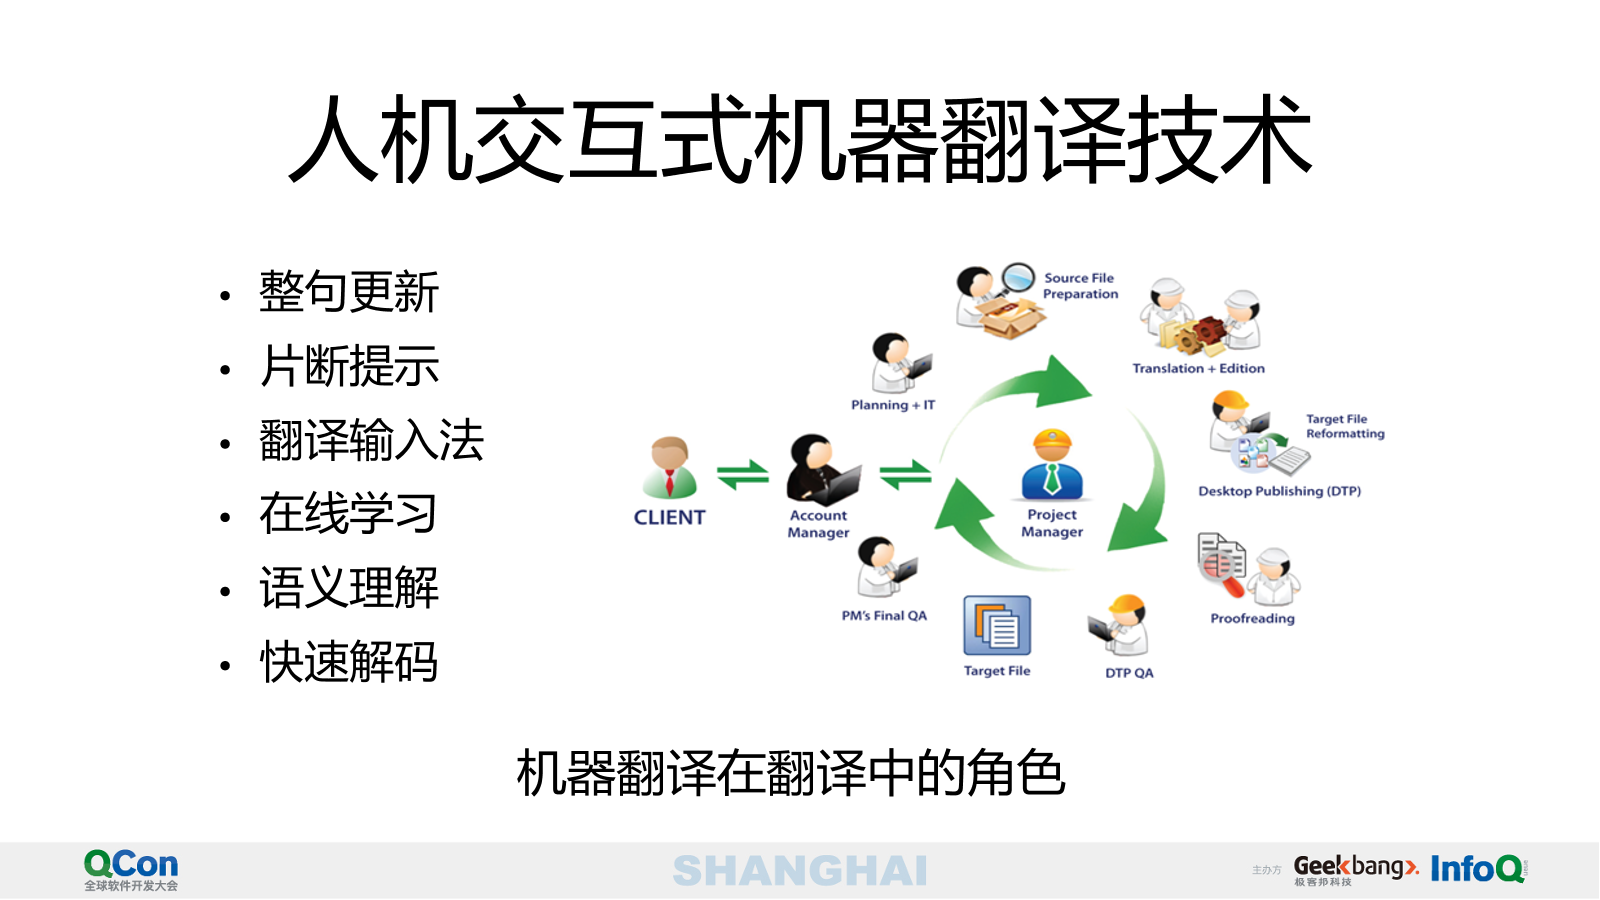 人机交互式机器翻译技术
• 整句更新
• 片断提示
• 翻译输入法
• 在线学习
• 语义理解
• 快速解码
Source File
Preparation
Translation + Edition
Planning + IT
Target File
Reformatting
Desktop Publishing (DTP)
CLIENT
Account
Manager
Project
Manager
Proofreading
PM's Final QA
Target File
DTP QA
机器翻译在翻译中的角色
QCon
全球软件开发大会
SHANGHAI
主办方
Geekbang>.
极客邦科技
InfoQ